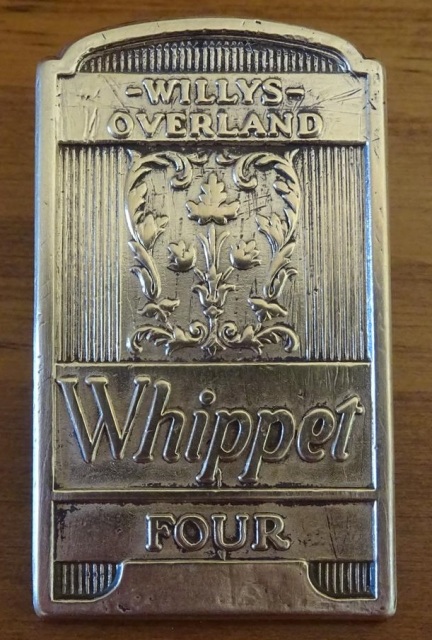 -WILLYS-
OVERLAND
Whippet
FOUR